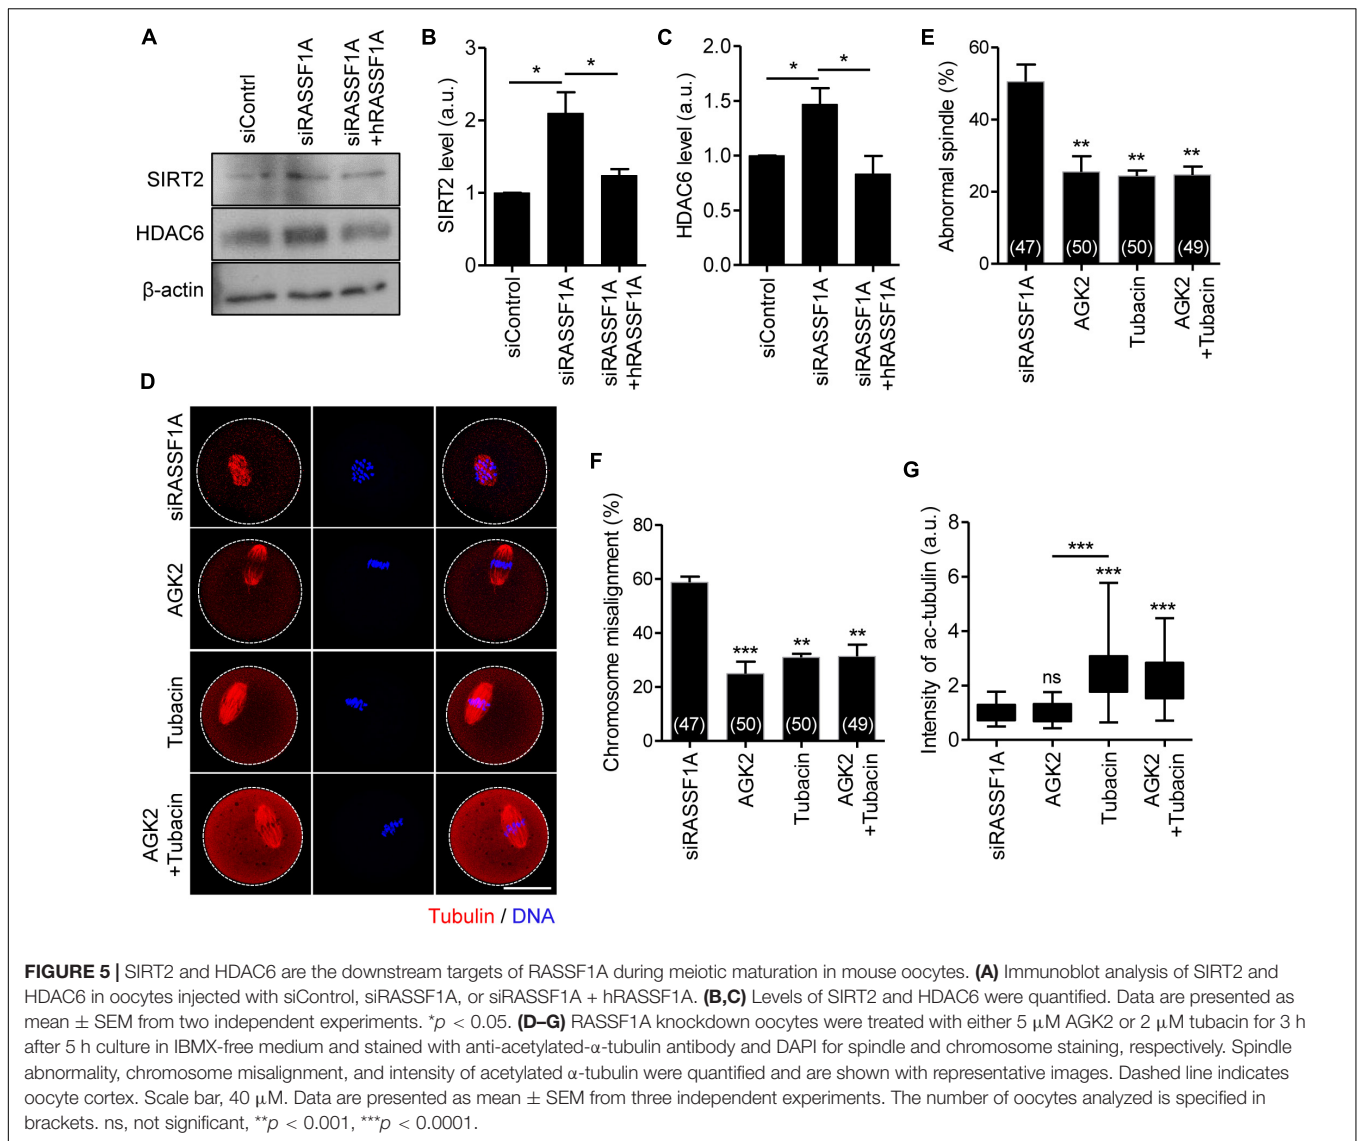 A
siContrl
siRASSF1A
siRASSF1A
+hRASSF1A
SIRT2
HDAC6
β-actin
B
SIRT2 level (a.u.)
3
2
1
0
*
*
siControl
siRASSF1A
siRASSF1A
+hRASSF1A
C
HDAC6 level (a.u.)
2.0
1.5
1.0
0.5
0.0
*
*
siControl
siRASSF1A
siRASSF1A
+hRASSF1A
E
Abnormal spindle (%)
60
40
20
0
**
**
**
(47)
(50)
(50)
(49)
siRASSF1A
AGK2
Tubacin
AGK2
+Tubacin
D
siRASSF1A
AGK2
Tubacin
AGK2
+Tubacin
Tubulin / DNA
F
Chromosome misalignment (%)
80
60
40
20
0
***
**
**
(47)
(50)
(50)
(49)
siRASSF1A
AGK2
Tubacin
AGK2
+Tubacin
G
Intensity of ac-tubulin (a.u.)
8
6
4
2
0
***
ns
***
***
siRASSF1A
AGK2
Tubacin
AGK2
+Tubacin
FIGURE 5 | SIRT2 and HDAC6 are the downstream targets of RASSF1A during meiotic maturation in mouse oocytes. (A) Immunoblot analysis of SIRT2 and
HDAC6 in oocytes injected with siControl, siRASSF1A, or siRASSF1A + hRASSF1A. (B,C) Levels of SIRT2 and HDAC6 were quantified. Data are presented as
mean ± SEM from two independent experiments. *p < 0.05. (D–G) RASSF1A knockdown oocytes were treated with either 5 μM AGK2 or 2 μM tubacin for 3 h
after 5 h culture in IBMX-free medium and stained with anti-acetylated-α-tubulin antibody and DAPI for spindle and chromosome staining, respectively. Spindle
abnormality, chromosome misalignment, and intensity of acetylated α-tubulin were quantified and are shown with representative images. Dashed line indicates
oocyte cortex. Scale bar, 40 μM. Data are presented as mean ± SEM from three independent experiments. The number of oocytes analyzed is specified in
brackets. ns, not significant, **p < 0.001, ***p < 0.0001.